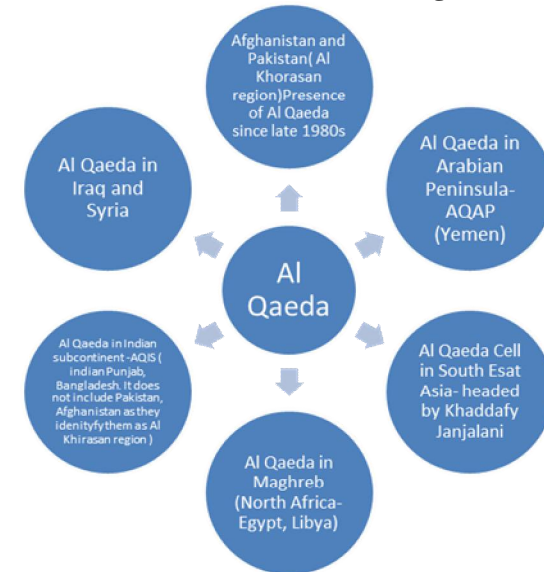 Afghanistan and
Pakistan( Al
Khorasan
region)Presence
of Al Qaeda
since late 1980s
Al Qaeda in
Arabian
Peninsula-
AQAP
(Yemen)
Al Qaeda Cell
in South Esat
Asia- headed
by Khaddafy
Janjalani
Al Qaeda in
Maghreb
(North Africa-
Egypt, Libya)
Al Qaeda in Indian
subcontinent -AQIS (
indian Punjab,
Bangladesh. It does
not include Pakistan,
Afghanistan as they
idenityfythem as Al
Khirasan region )
Al Qaeda in
Iraq and
Syria
Al
Qaeda